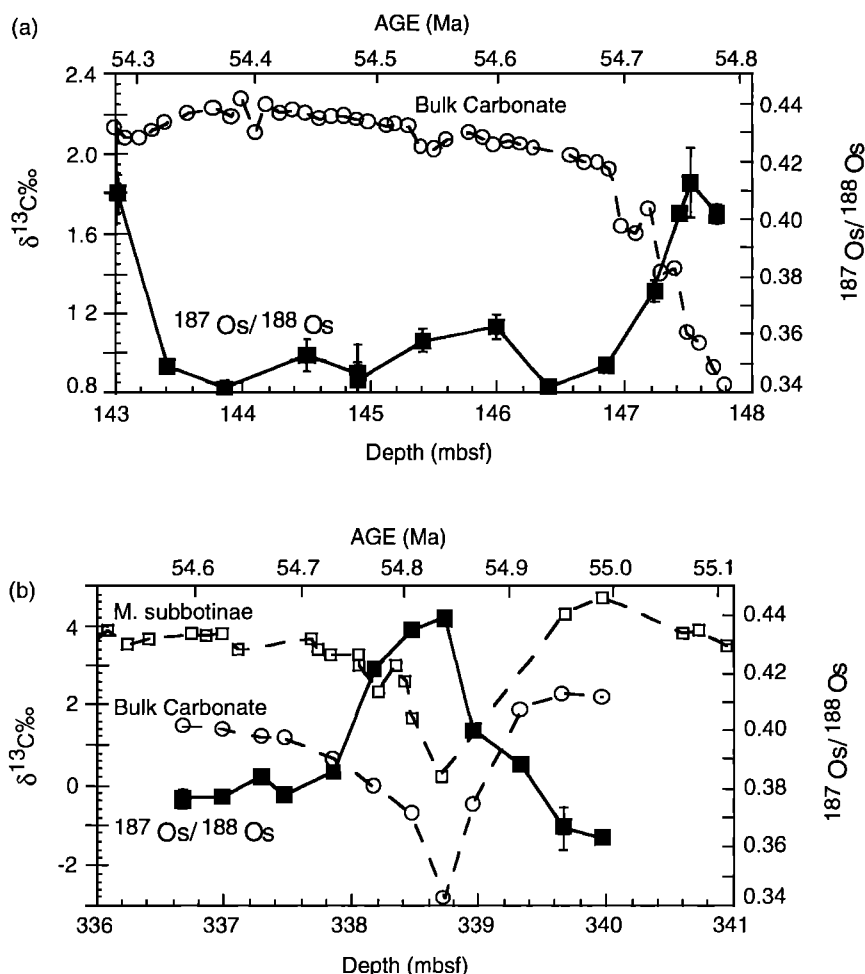 (a)
AGE (Ma)
54.3 54.4 54.5 54.6 54.7 54.8
2.4
2.0
1.6
1.2
0.8
δ13C‰
Bulk Carbonate
187 Os/ 188 Os
0.44
0.42
0.40
0.38
0.36
0.34
187 Os/ 188 Os
143 144 145 146 147 148
Depth (mbsf)
(b)
AGE (Ma)
54.6 54.7 54.8 54.9 55.0 55.1
M. subbotinae
4
2
0
-2
δ13C‰
Bulk Carbonate
187 Os/ 188 Os
0.44
0.42
0.40
0.38
0.36
0.34
187 Os/ 188 Os
336 337 338 339 340 341
Depth (mbsf)